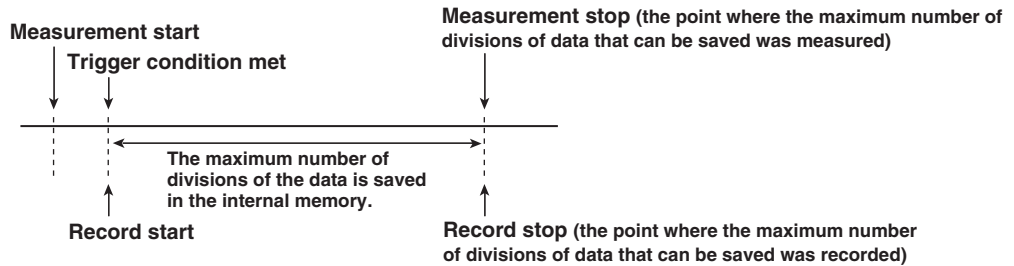 Measurement start
Trigger condition met
Measurement stop (the point where the maximum number of
divisions of data that can be saved was measured)
The maximum number of
divisions of the data is saved
in the internal memory.
Record start
Record stop (the point where the maximum number
of divisions of data that can be saved was recorded)